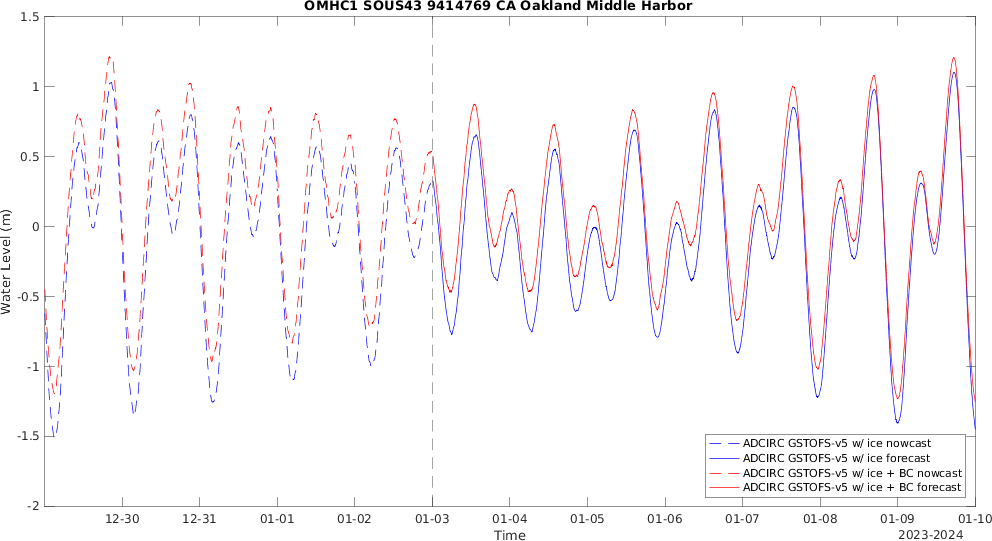 OMHC1 SOUS43 9414769 CA Oakland Middle Harbor
1.5
1
0.5
0
-0.5
-1
-1.5
-2
Water Level (m)
12-30 12-31 01-01 01-02 01-03 01-04 01-05 01-06 01-07 01-08 01-09 01-10
Time
2023-2024
ADCIRC GSTOFS-v5 w/ ice nowcast
ADCIRC GSTOFS-v5 w/ ice forecast
ADCIRC GSTOFS-v5 w/ ice + BC nowcast
ADCIRC GSTOFS-v5 w/ ice + BC forecast